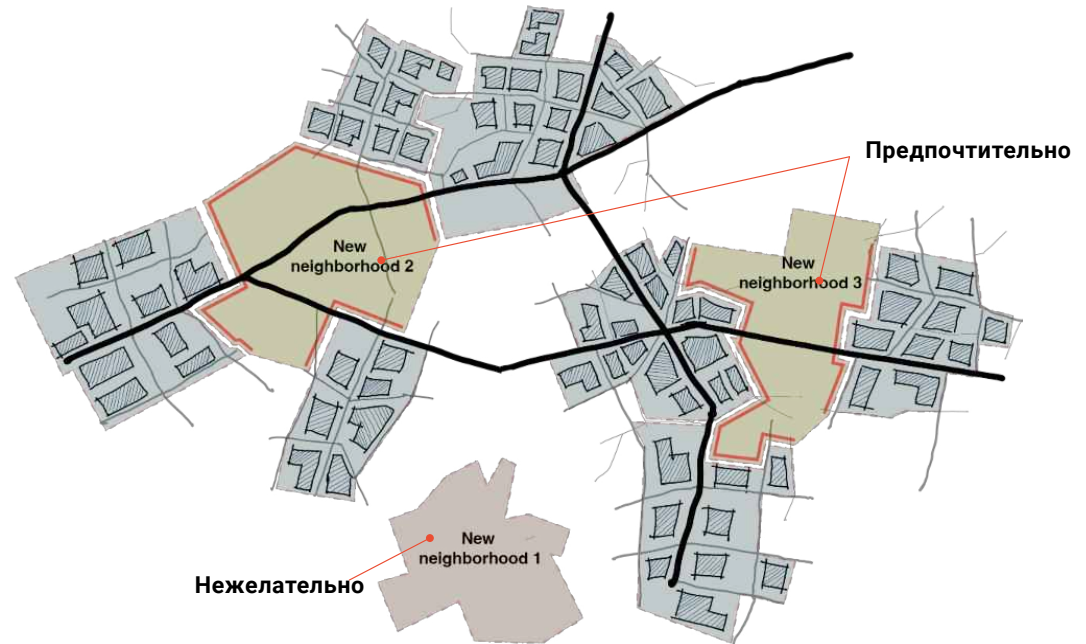 Предпочтительно
New
neighborhood 2
New
neighborhood 3
New
neighborhood 1
Нежелательно